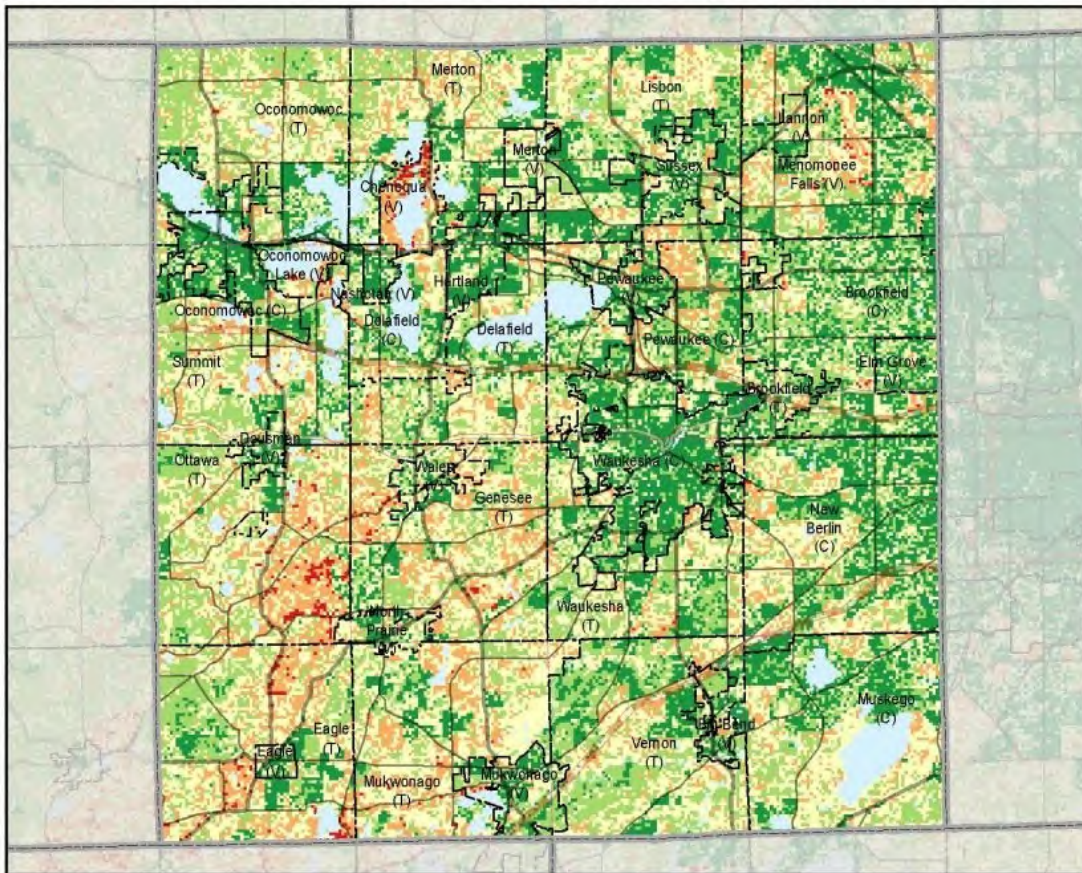 Merton
(T)
Lisbon
(T)
Oconomowoc
(T)
Lannon
(V)
Merton
(V)
Sussex
(V)
Menomonee
Falls (V)
Chenequa
(V)
Oconomowoc
Lake (V)
Nashotah (V)
Hartland
(V)
Pewaukee
Brookfield
(C)
Oconomowoc (C)
Delafield
(C)
Delafield
(T)
Pewaukee (C)
Summit
(T)
Elm Grove
(V)
Brookfield
(T)
Dousman
(V)
Ottawa
(T)
Wales
(V)
Waukesha (C)
Genesee
(T)
New
Berlin
(C)
North
Prairie
(V)
Waukesha
(T)
Muskego
(C)
Big Bend
Eagle
(T)
Vernon
(T)
Eagle
(V)
Mukwonago
(T)
Mukwonago
(V)